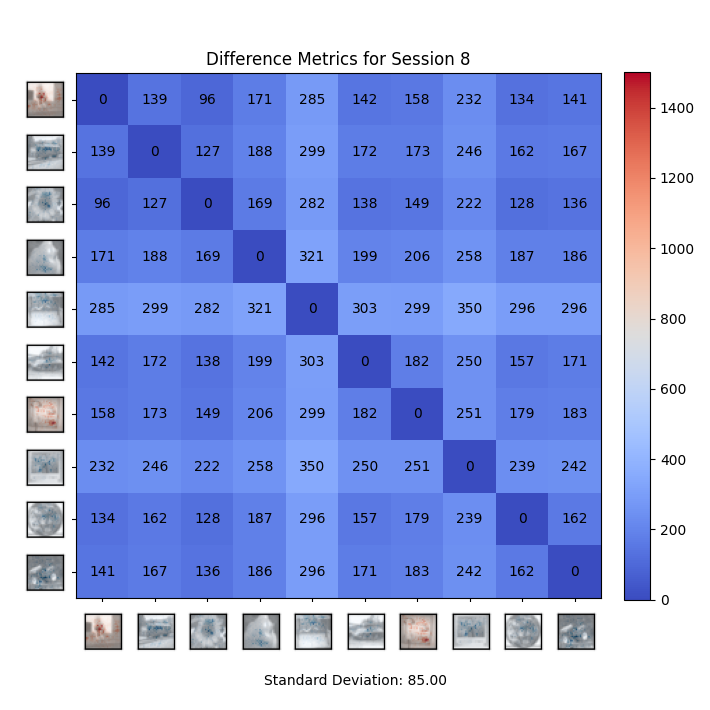 Difference Metrics for Session 8
0 139 96 171 285 142 158 232 134 141
139 0 127 188 299 172 173 246 162 167
96 127 0 169 282 138 149 222 128 136
171 188 169 0 321 199 206 258 187 186
285 299 282 321 0 303 299 350 296 296
142 172 138 199 303 0 182 250 157 171
158 173 149 206 299 182 0 251 179 183
232 246 222 258 350 250 251 0 239 242
134 162 128 187 296 157 179 239 0 162
141 167 136 186 296 171 183 242 162 0
1400
1200
1000
800
600
400
200
0
Standard Deviation: 85.00